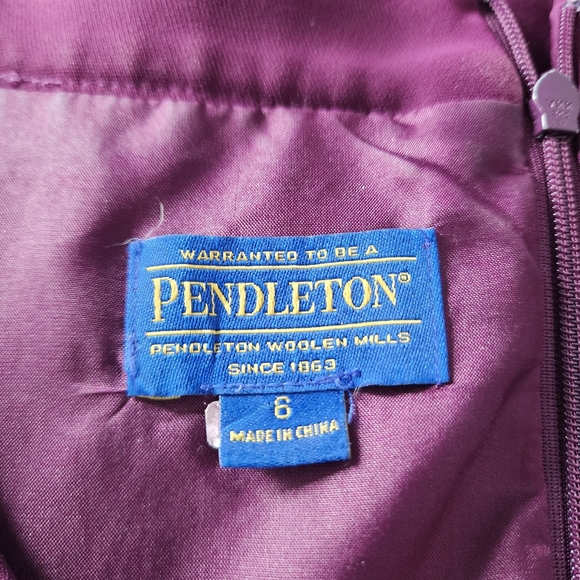 WARRANTED TO BE A
PENDLETON®
PENDLETON WOOLEN MILLS
SINCE 1863
6
MADE IN CHINA